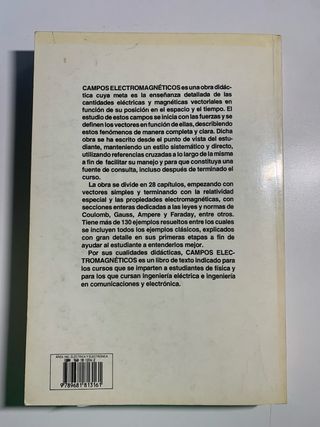 CAMPOS ELECTROMAGNÉTICOS es una obra didác-
tica cuya meta es la enseñanza detallada de las
cantidades eléctricas y magnéticas vectoriales en
función de su posición en el espacio y el tiempo. El
estudio de estos campos se inicia con las fuerzas y se
definen los vectores en función de ellas, describiendo
estos fenómenos de manera completa y clara. Dicha
obra se ha escrito desde el punto de vista del estu-
diante, manteniendo un estilo sistemático y directo,
utilizando referencias cruzadas a lo largo de la misma
a fin de facilitar su manejo y para que constituya una
fuente de consulta, incluso después de terminado el
curso.
La obra se divide en 28 capítulos, empezando con
vectores simples y terminando con la relatividad
especial y las propiedades electromagnéticas, con
secciones enteras dedicadas a las leyes y normas de
Coulomb, Gauss, Ampere y Faraday, entre otros.
Tiene más de 130 ejemplos resueltos entre los cuales
se incluyen todos los ejemplos clásicos, explicados
con gran detalle en sus primeras etapas a fin de
ayudar al estudiante a entenderlos mejor.
Por sus cualidades didácticas, CAMPOS ELEC-
TROMAGNÉTICOS es un libro de texto indicado para
los cursos que se imparten a estudiantes de física y
para los que cursan ingeniería eléctrica e ingeniería
en comunicaciones y electrónica.
AREA: ING. ELECTRICA Y ELECTRONICA
ISBN 968-18-1316-2
9789681813161